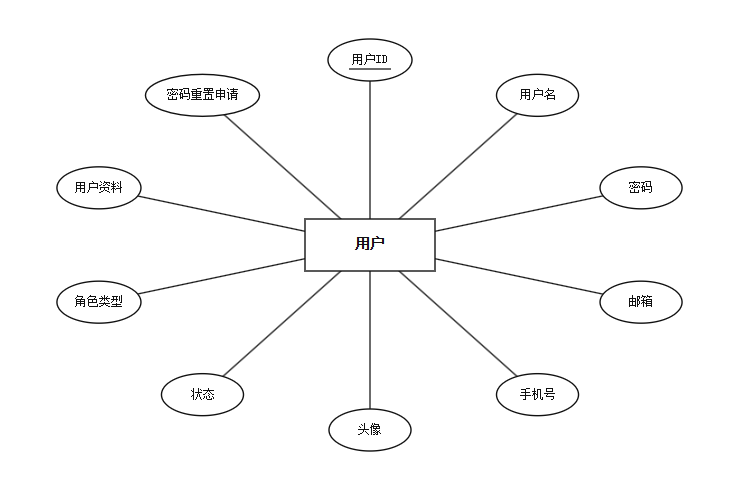 用户ID
密码重置申请
用户名
用户资料
密码
用户
角色类型
邮箱
状态
手机号
头像